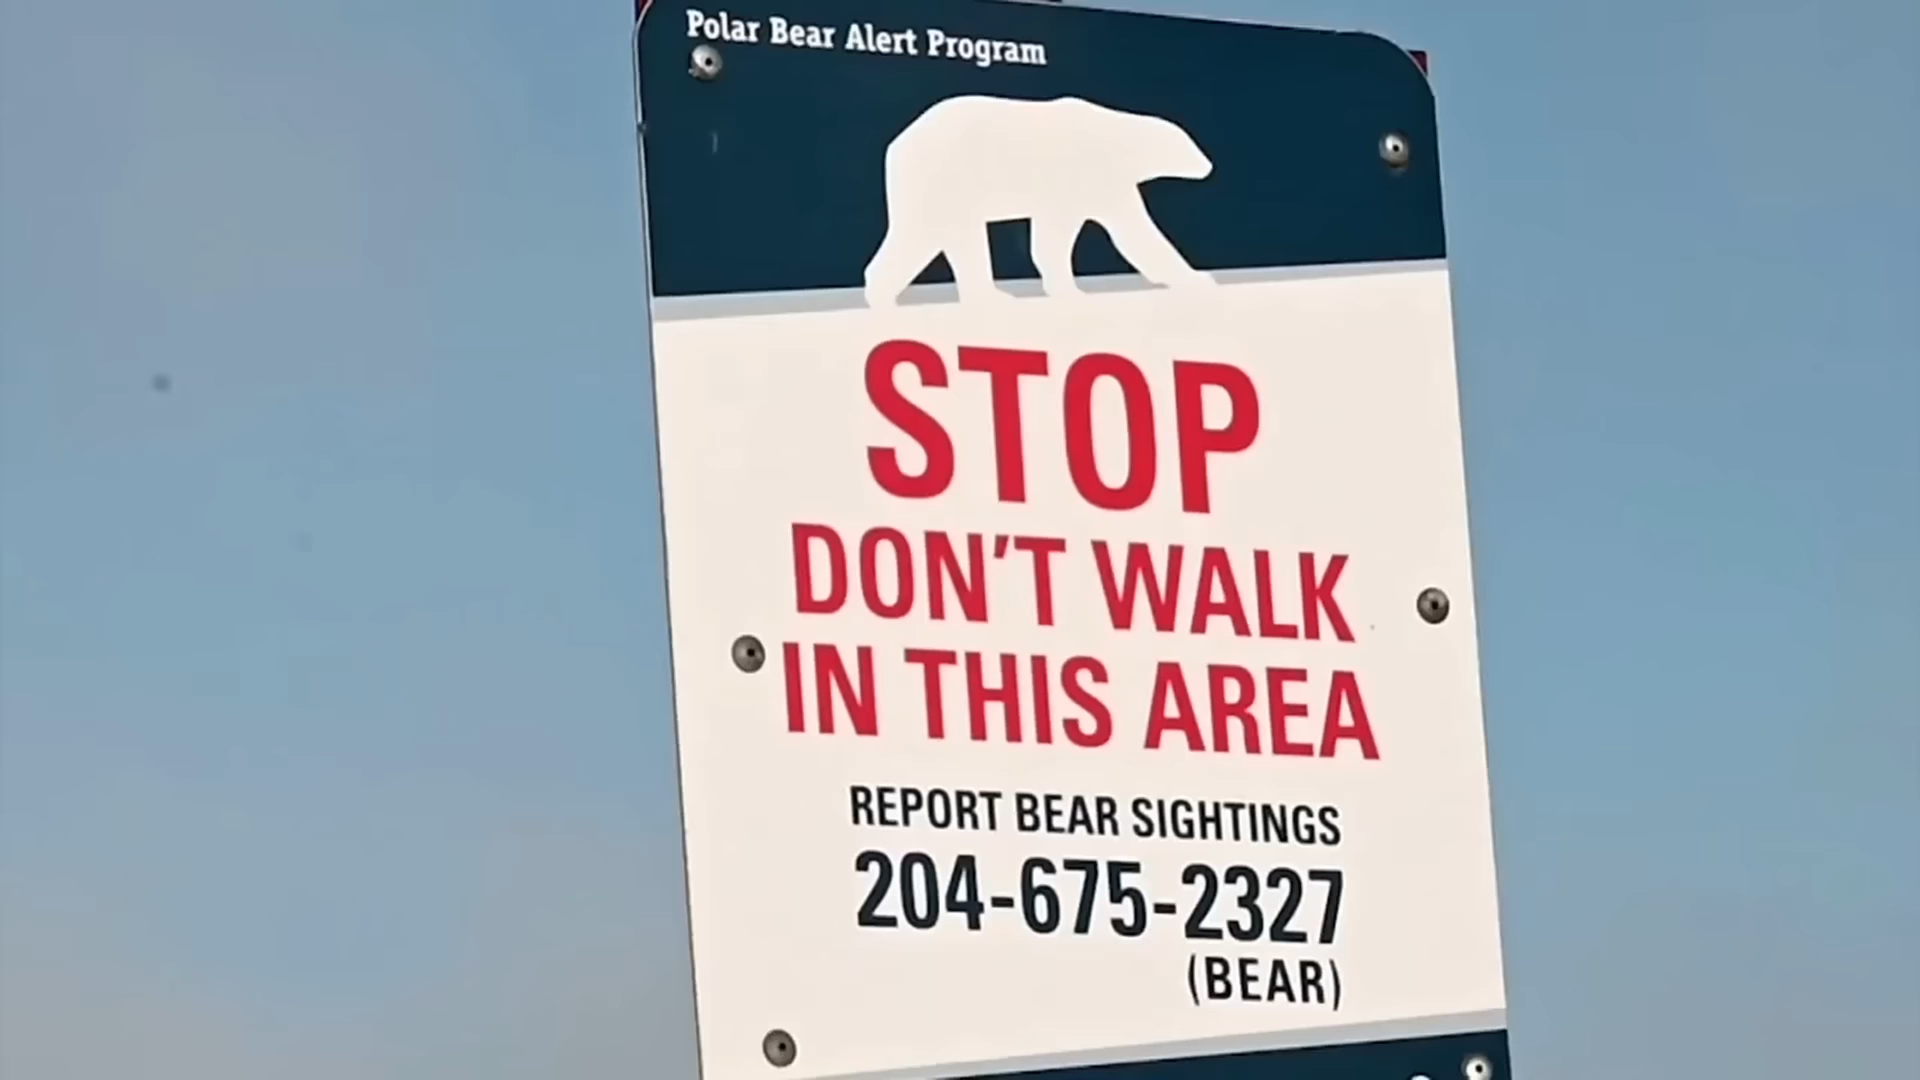 Polar Bear Alert Program
STOP
DON'T WALK
IN THIS AREA
REPORT BEAR SIGHTINGS
204-675-2327
(BEAR)